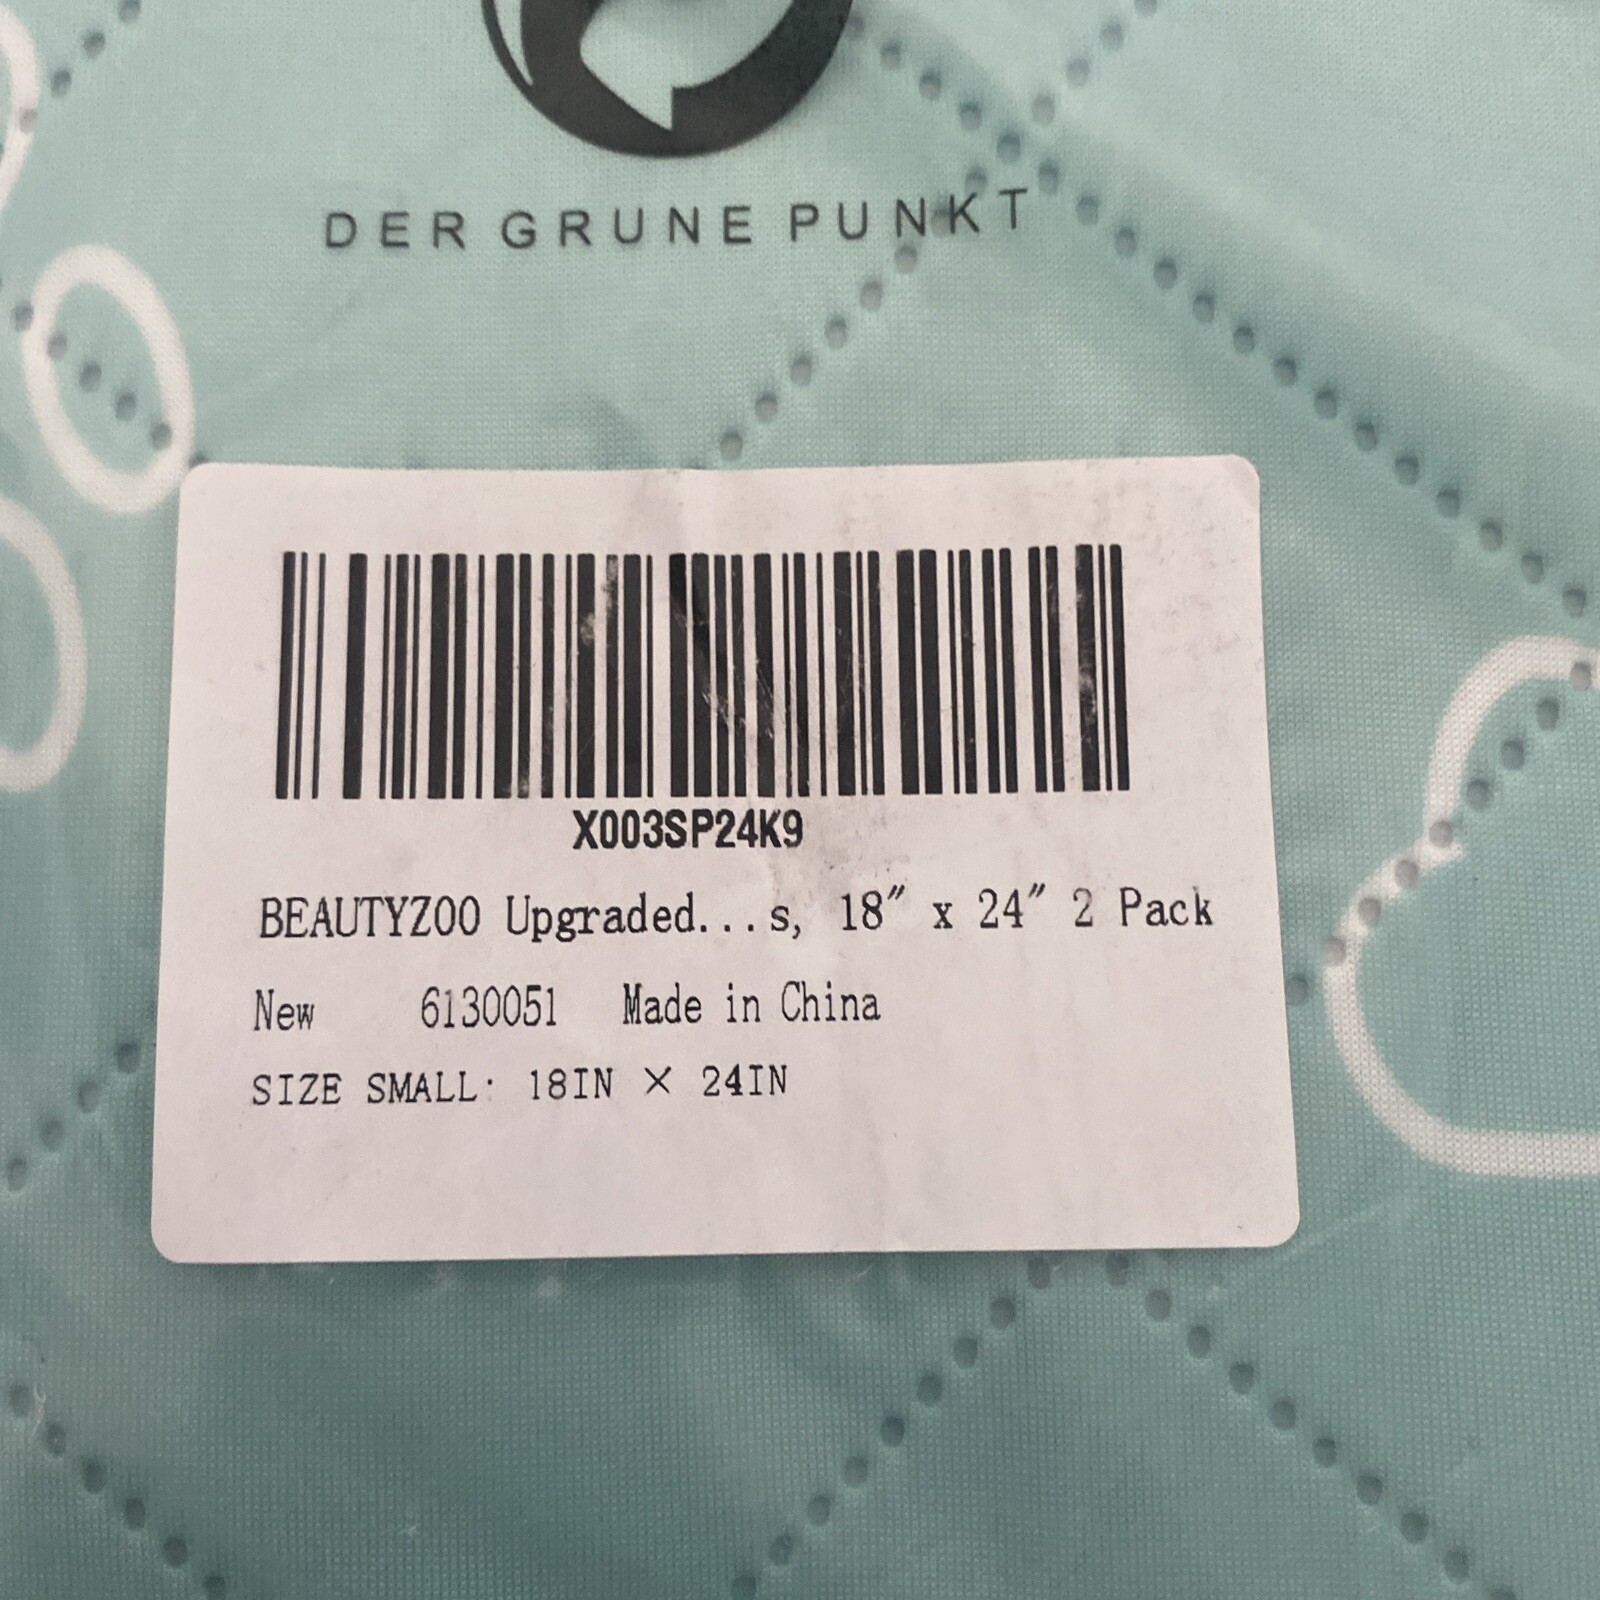 DER GRUNE PUNKT
X003SP24K9
BEAUTYZOO Upgraded...s, 18″ x 24″ 2 Pack
New 6130051 Made in China
SIZE SMALL: 18IN × 24IN